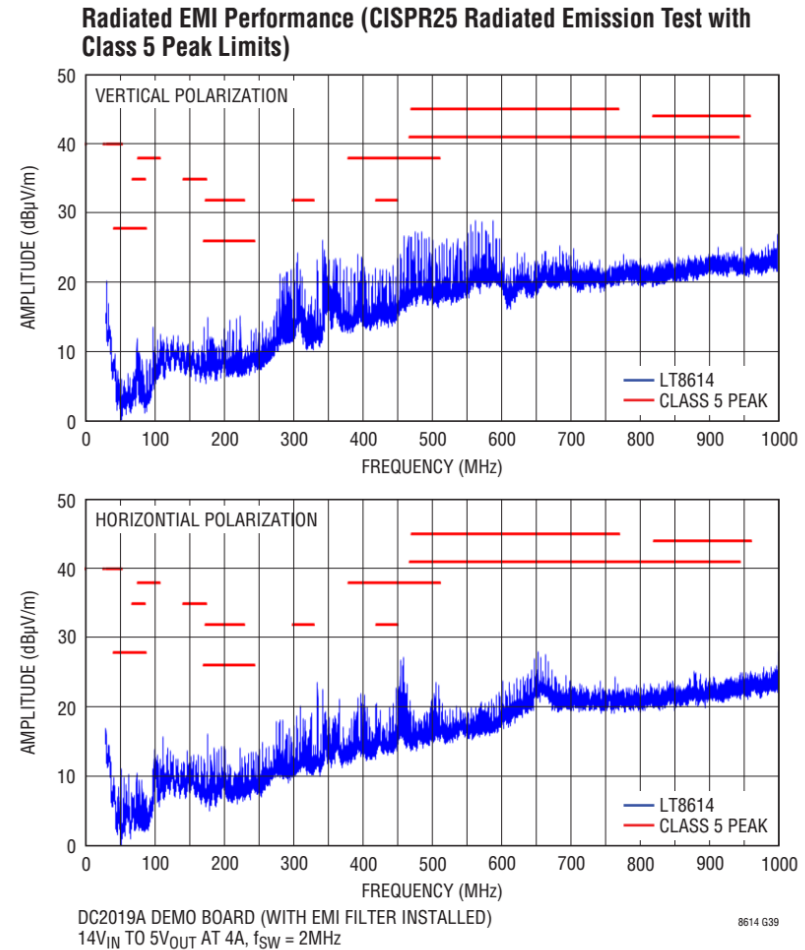 Radiated EMI Performance (CISPR25 Radiated Emission Test with
Class 5 Peak Limits)
50
40
30
20
10
0
AMPLITUDE (dBµV/m)
VERTICAL POLARIZATION
LT8614
CLASS 5 PEAK
0 100 200 300 400 500 600 700 800 900 1000
FREQUENCY (MHz)
50
40
30
20
10
0
AMPLITUDE (dBµV/m)
HORIZONTIAL POLARIZATION
LT8614
CLASS 5 PEAK
0 100 200 300 400 500 600 700 800 900 1000
FREQUENCY (MHz)
DC2019A DEMO BOARD (WITH EMI FILTER INSTALLED)
14VIN TO 5VOUT AT 4A, fSW = 2MHz
8614 G39